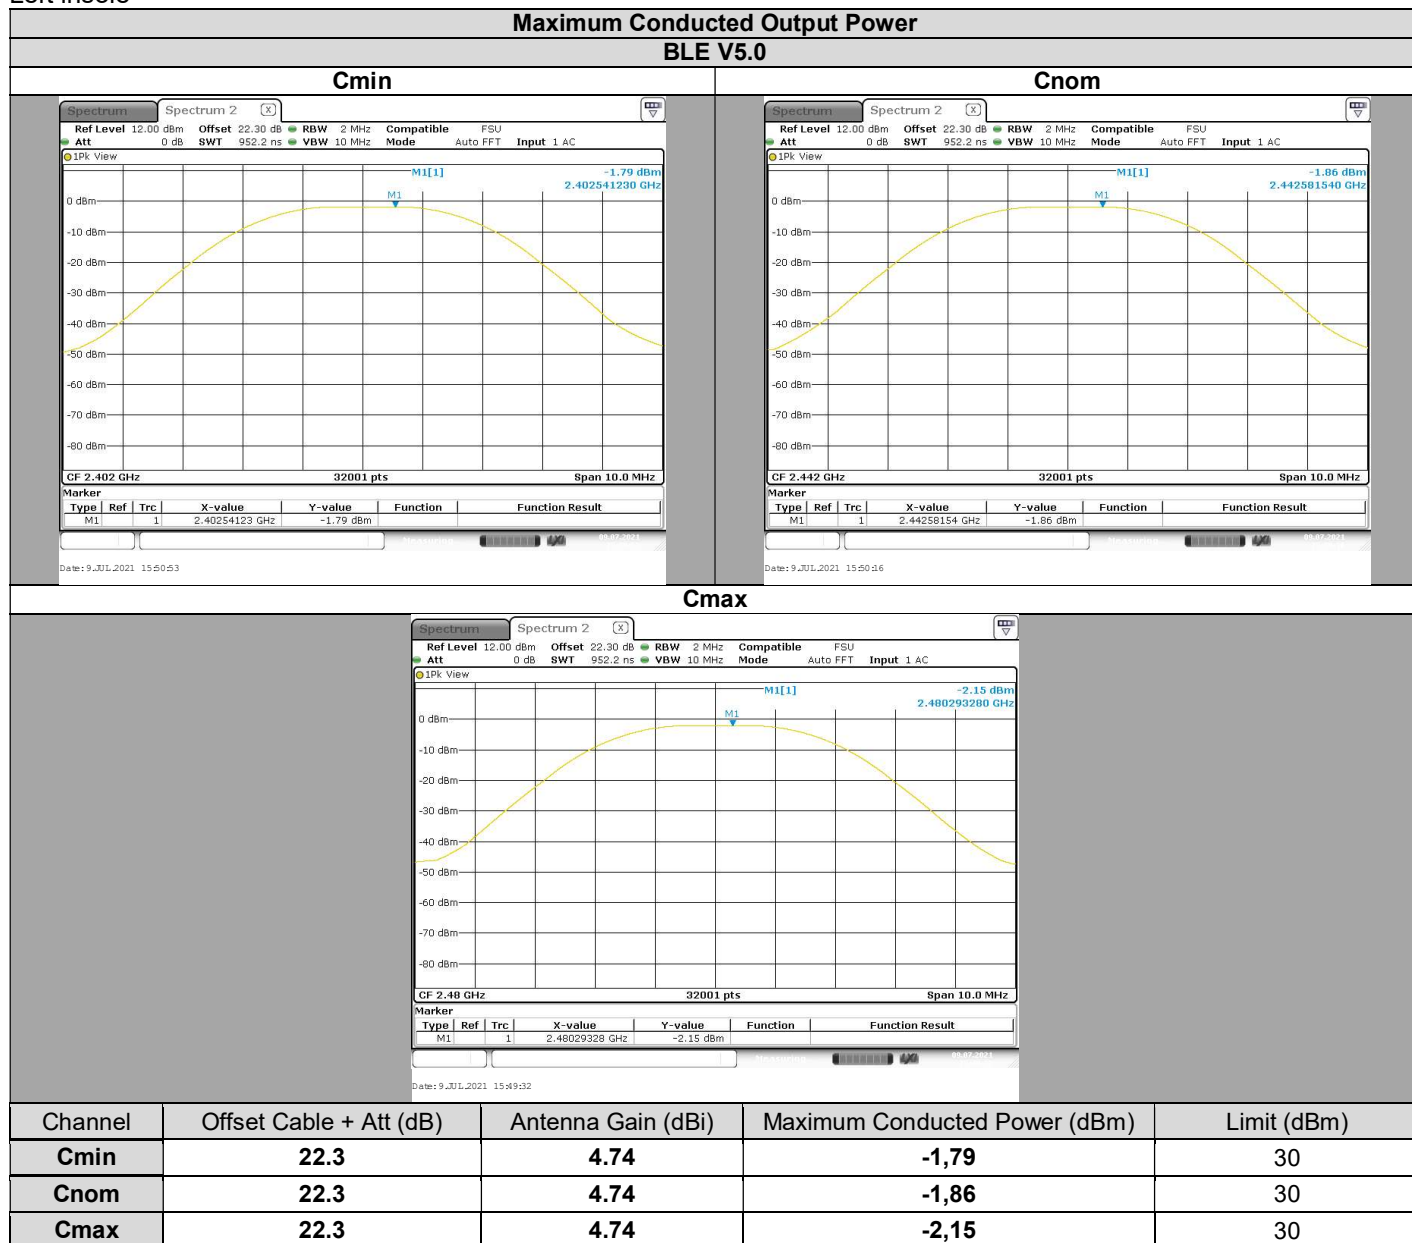 Left insole
Maximum Conducted Output Power
BLE V5.0
Cmin
Cnom
Spectrum Spectrum 2 X
Ref Level 12.00 dBm Offset 22.30 dB RBW 2 MHz Compatible FSU
Att 0 dB SWT 952.2 ns VBW 10 MHz Mode Auto FFT Input 1 AC
1Pk View
M1[1] -1.79 dBm
2.402541230 GHz
M1
0 dBm
-10 dBm
-20 dBm
-30 dBm
-40 dBm
-50 dBm
-60 dBm
-70 dBm
-80 dBm
CF 2.402 GHz 32001 pts Span 10.0 MHz
Marker
Type Ref Trc X-value Y-value Function Function Result
M1 1 2.40254123 GHz -1.79 dBm
Measuring 09.07.2021
Date: 9.JUL.2021 15:50:53
Spectrum Spectrum 2 X
Ref Level 12.00 dBm Offset 22.30 dB RBW 2 MHz Compatible FSU
Att 0 dB SWT 952.2 ns VBW 10 MHz Mode Auto FFT Input 1 AC
1Pk View
M1[1] -1.86 dBm
2.442581540 GHz
M1
0 dBm
-10 dBm
-20 dBm
-30 dBm
-40 dBm
-50 dBm
-60 dBm
-70 dBm
-80 dBm
CF 2.442 GHz 32001 pts Span 10.0 MHz
Marker
Type Ref Trc X-value Y-value Function Function Result
M1 1 2.44258154 GHz -1.86 dBm
Measuring 09.07.2021
Date: 9.JUL.2021 15:50:16
Cmax
Spectrum Spectrum 2 X
Ref Level 12.00 dBm Offset 22.30 dB RBW 2 MHz Compatible FSU
Att 0 dB SWT 952.2 ns VBW 10 MHz Mode Auto FFT Input 1 AC
1Pk View
M1[1] -2.15 dBm
2.480293280 GHz
M1
0 dBm
-10 dBm
-20 dBm
-30 dBm
-40 dBm
-50 dBm
-60 dBm
-70 dBm
-80 dBm
CF 2.48 GHz 32001 pts Span 10.0 MHz
Marker
Type Ref Trc X-value Y-value Function Function Result
M1 1 2.48029328 GHz -2.15 dBm
Measuring 09.07.2021
Date: 9.JUL.2021 15:49:32
Channel Offset Cable + Att (dB) Antenna Gain (dBi) Maximum Conducted Power (dBm) Limit (dBm)
Cmin 22.3 4.74 -1,79 30
Cnom 22.3 4.74 -1,86 30
Cmax 22.3 4.74 -2,15 30